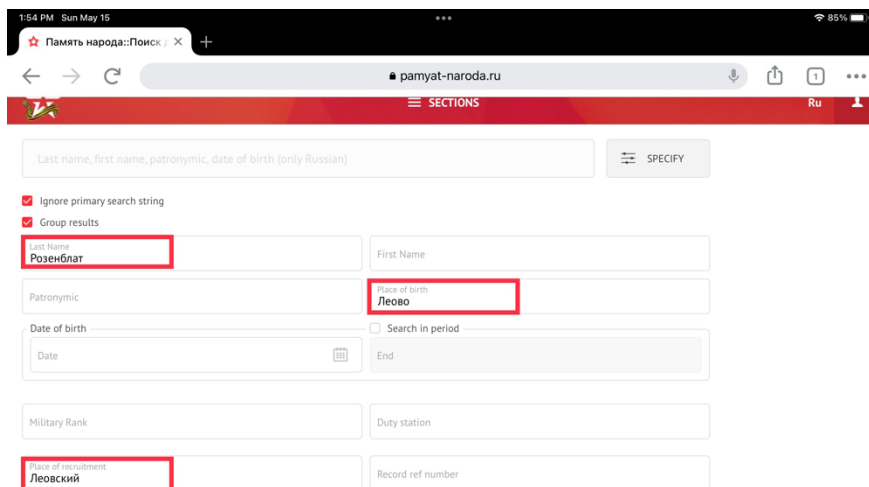 1:54 PM Sun May 15
85%
Память народа::Поиск
pamyat-naroda.ru
1
SECTIONS
Ru
Last name, first name, patronymic, date of birth (only Russian)
SPECIFY
Ignore primary search string
Group results
Last Name
Розенблат
First Name
Patronymic
Place of birth
Леово
Date of birth
Search in period
Date
End
Military Rank
Duty station
Place of recruitment
Леовский
Record ref number